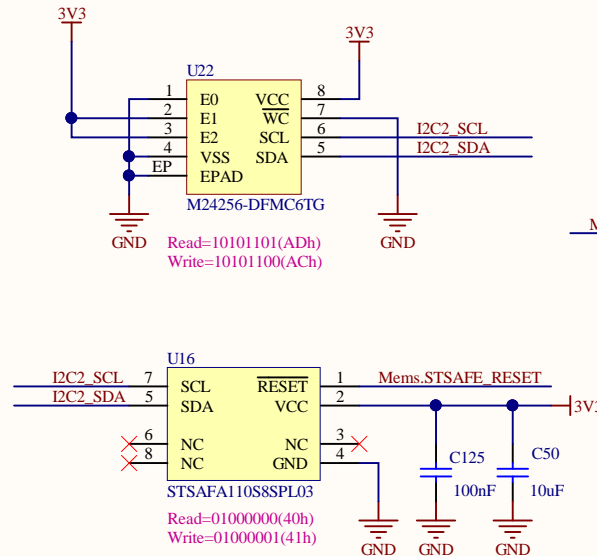 3V3
3V3
U22
1 E0 VCC 8
2 E1 WC 7
3 E2 SCL 6 I2C2_SCL
4 VSS SDA 5 I2C2_SDA
EP EPAD
M24256-DFMC6TG
GND
GND
Read=10101101(ADh)
Write=10101100(ACh)
U16
I2C2_SCL 7 SCL RESET 1 Mems.STSAFE_RESET
I2C2_SDA 5 SDA VCC 2 3V3
6 NC NC 3
8 NC GND 4
C125
C50
100nF
10uF
STSAFA110S8SPL03
Read=01000000(40h)
Write=01000001(41h)
GND
GND
GND